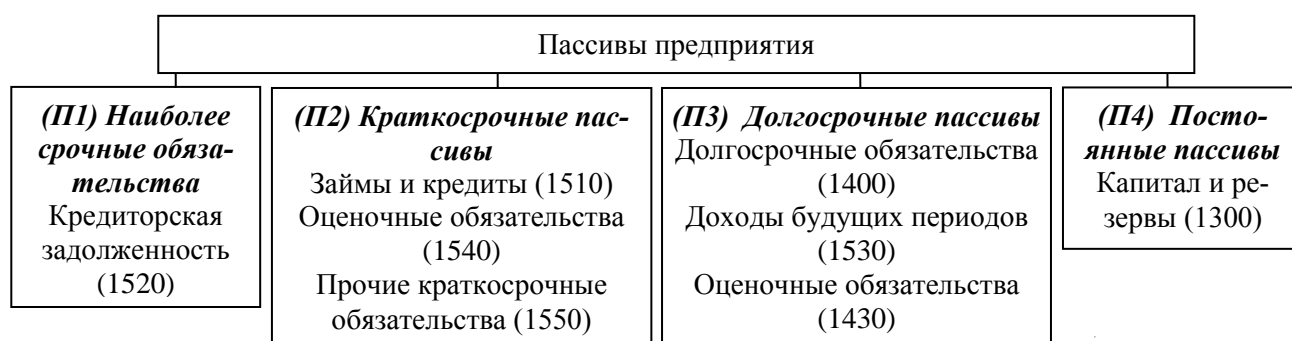 Пассивы предприятия
(П1) Наиболее
срочные обяза-
тельства
Кредиторская
задолженность
(1520)
(П2) Краткосрочные пас-
сивы
Займы и кредиты (1510)
Оценочные обязательства
(1540)
Прочие краткосрочные
обязательства (1550)
(П3) Долгосрочные пассивы
Долгосрочные обязательства
(1400)
Доходы будущих периодов
(1530)
Оценочные обязательства
(1430)
(П4) Посто-
янные пассивы
Капитал и ре-
зервы (1300)